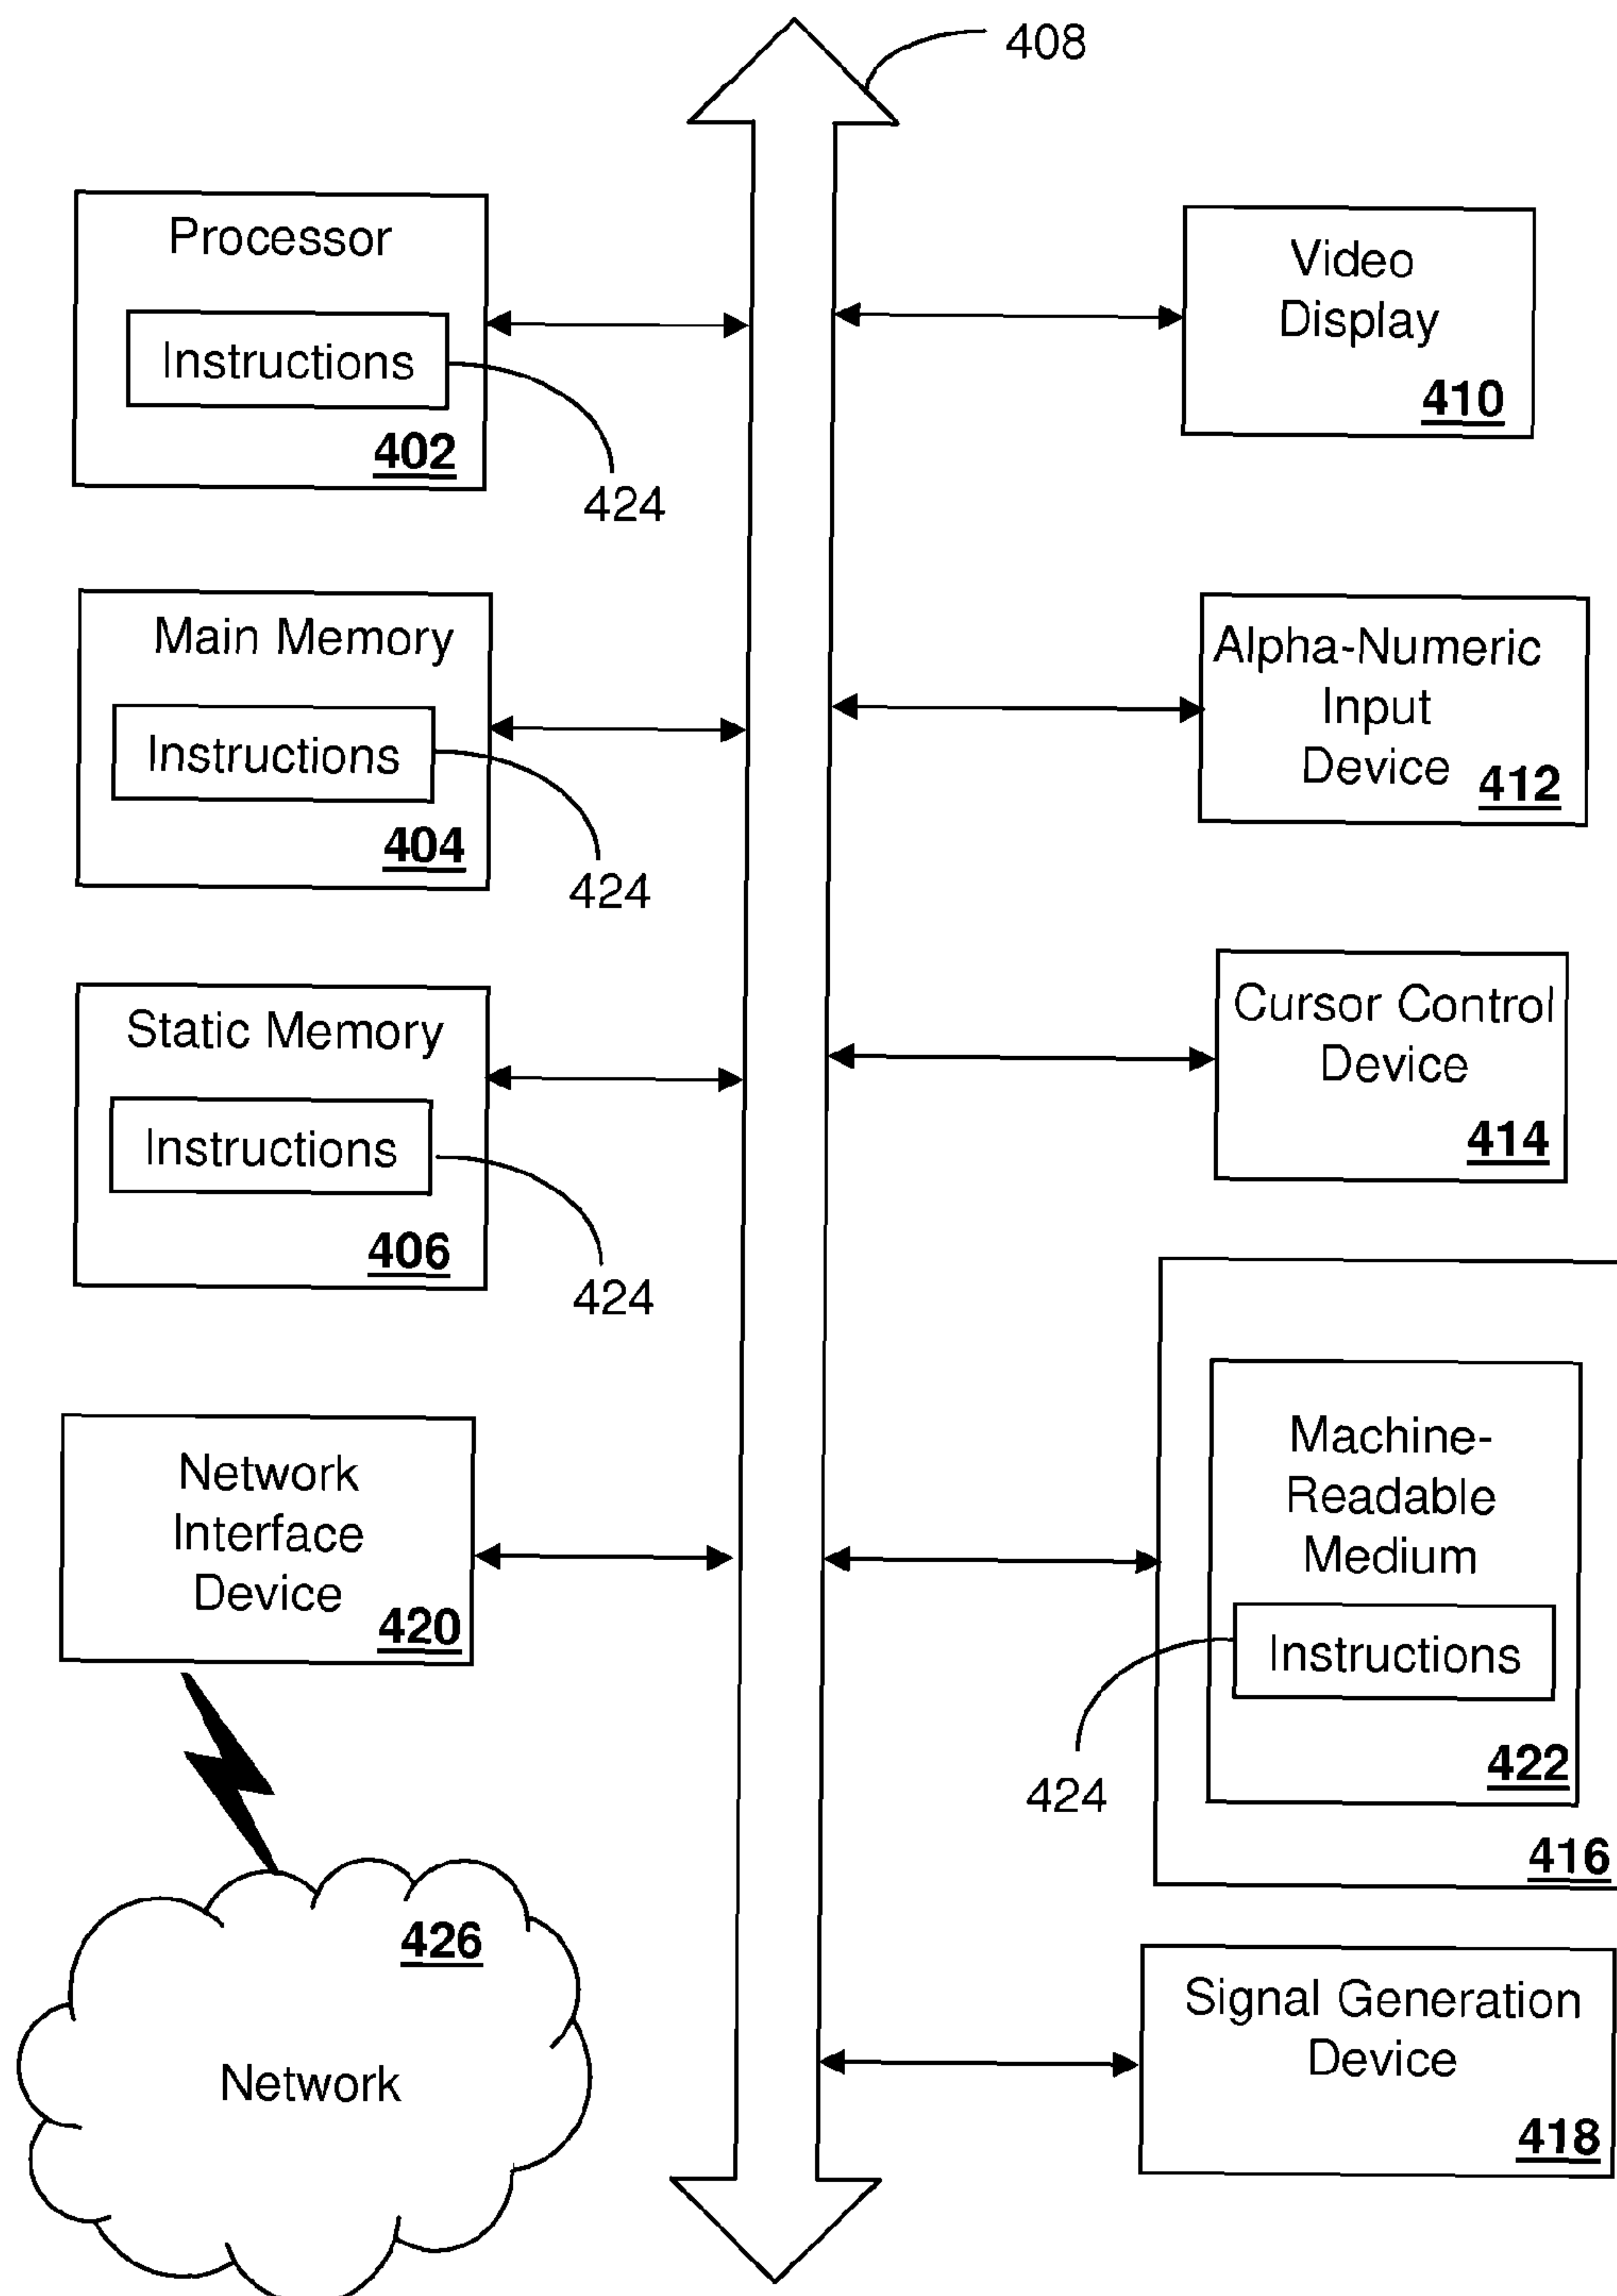 408
Processor
Instructions
402
424
Main Memory
Instructions
404
424
Static Memory
Instructions
406
424
Network
Interface
Device
420
426
Network
Video
Display
410
Alpha-Numeric
Input
Device 412
Cursor Control
Device
414
Machine-
Readable
Medium
Instructions
424
422
416
Signal Generation
Device
418